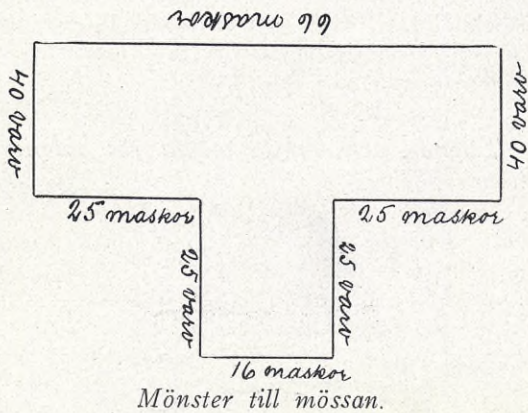 66 maskor
40 varv
40 varv
25 maskor
25 maskor
25 varv
25 varv
16 maskor
Mönster till mössan.